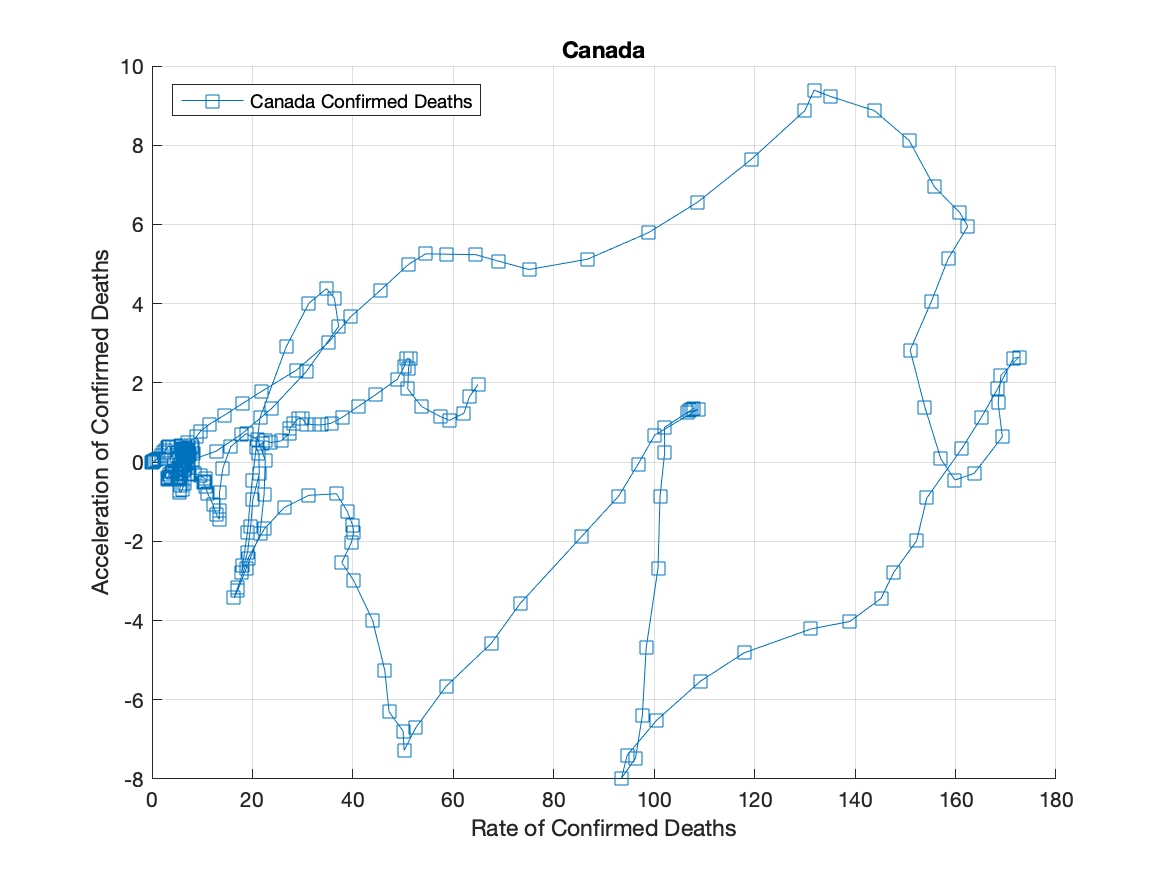 Canada
10
8
6
4
2
0
-2
-4
-6
-8
Acceleration of Confirmed Deaths
Canada Confirmed Deaths
0 20 40 60 80 100 120 140 160 180
Rate of Confirmed Deaths